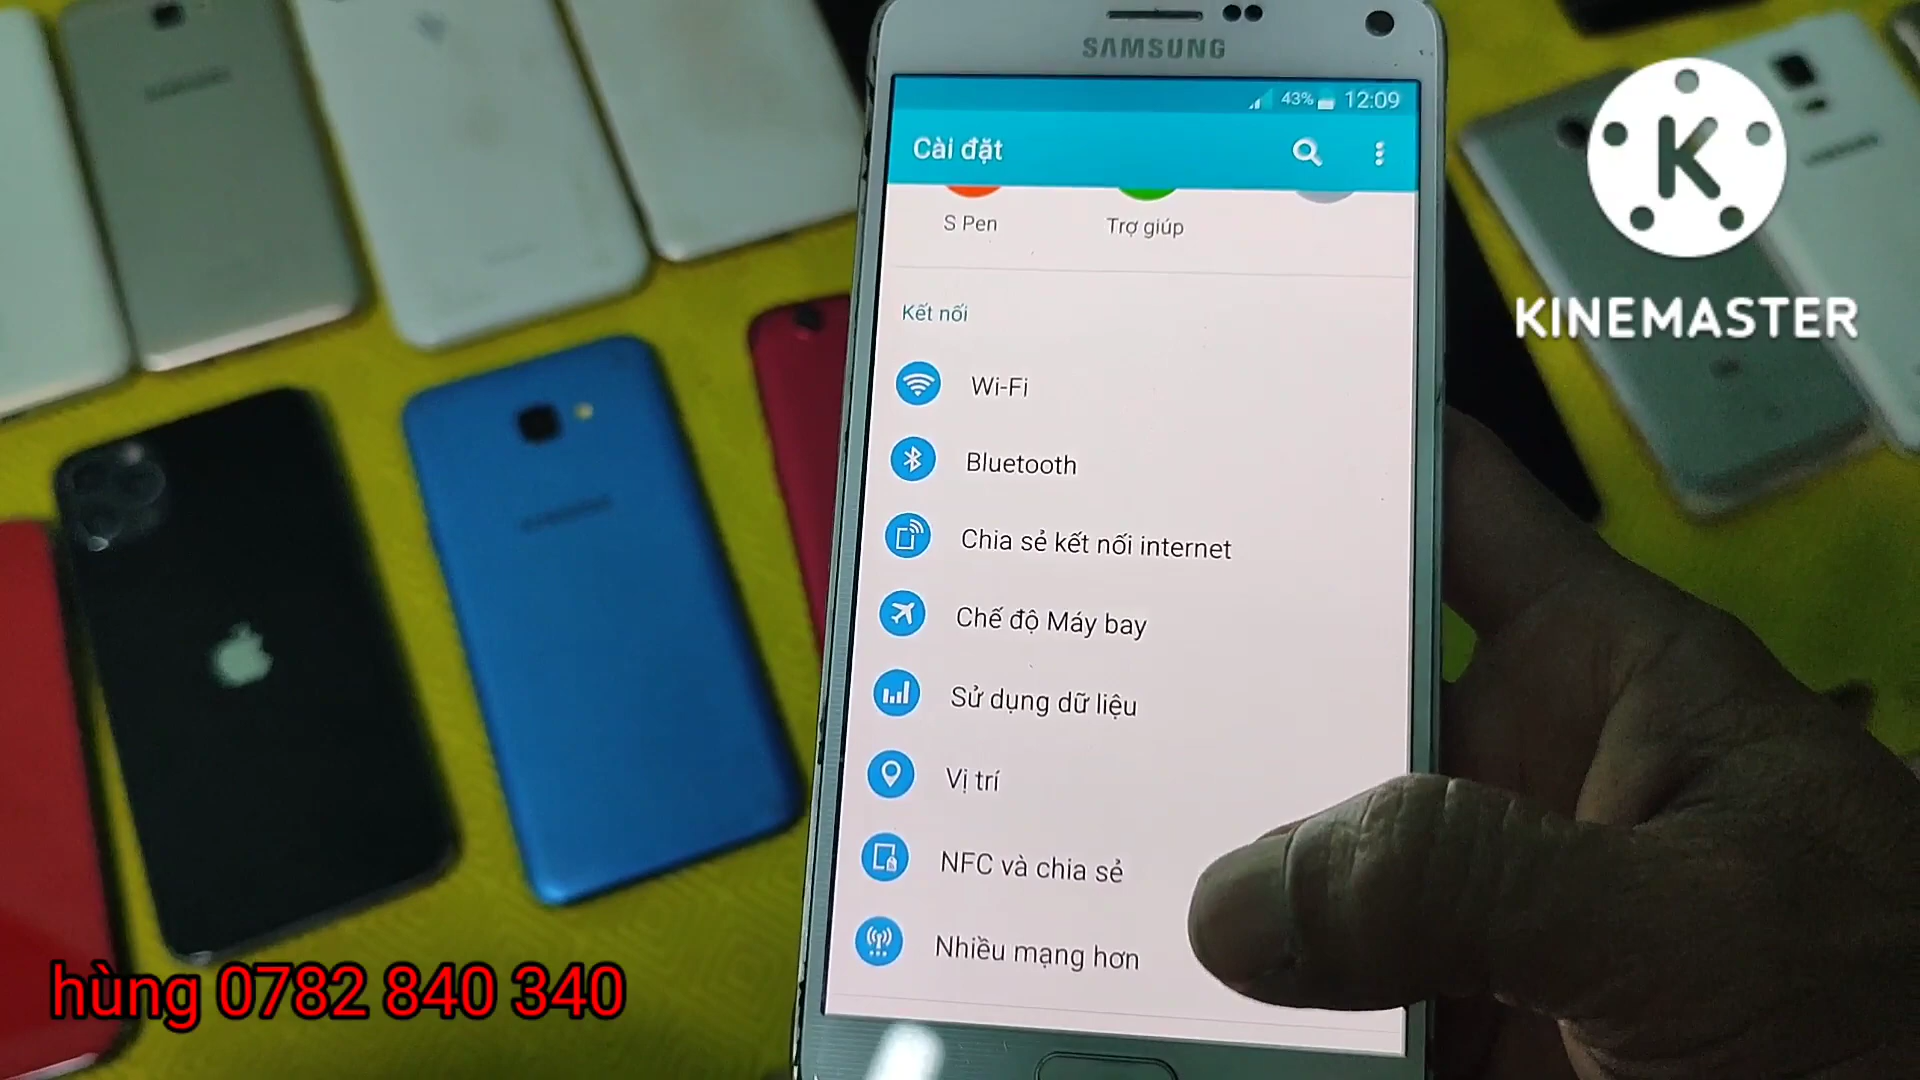 SAMSUNG
43% 12:09
Cài đặt
S Pen
Trợ giúp
Kết nối
Wi-Fi
Bluetooth
Chia sẻ kết nối internet
Chế độ Máy bay
Sử dụng dữ liệu
Vị trí
NFC và chia sẻ
Nhiều mạng hơn
K
KINEMASTER
SAMSUNG
SAMSUNG
hùng 0782 840 340